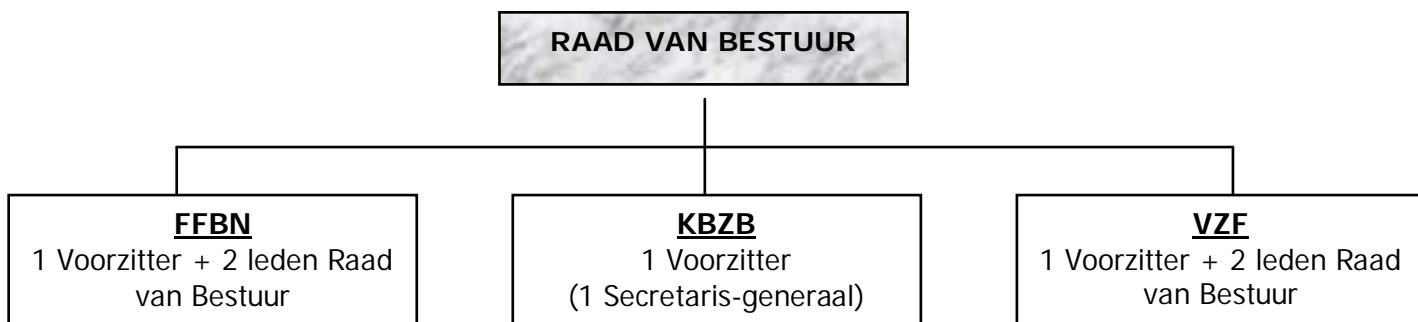 RAAD VAN BESTUUR
FFBN
1 Voorzitter + 2 leden Raad
van Bestuur
KBZB
1 Voorzitter
(1 Secretaris-generaal)
VZF
1 Voorzitter + 2 leden Raad
van Bestuur